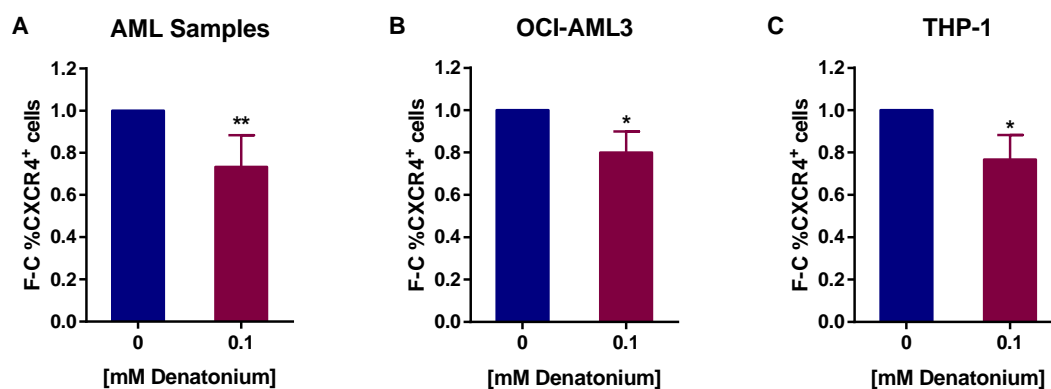 A
AML Samples
F-C %CXCR4⁺ cells
1.2
1.0
0.8
0.6
0.4
0.2
0.0
**
0
0.1
[mM Denatonium]
B
OCI-AML3
F-C %CXCR4⁺ cells
1.2
1.0
0.8
0.6
0.4
0.2
0.0
*
0
0.1
[mM Denatonium]
C
THP-1
F-C %CXCR4⁺ cells
1.2
1.0
0.8
0.6
0.4
0.2
0.0
*
0
0.1
[mM Denatonium]